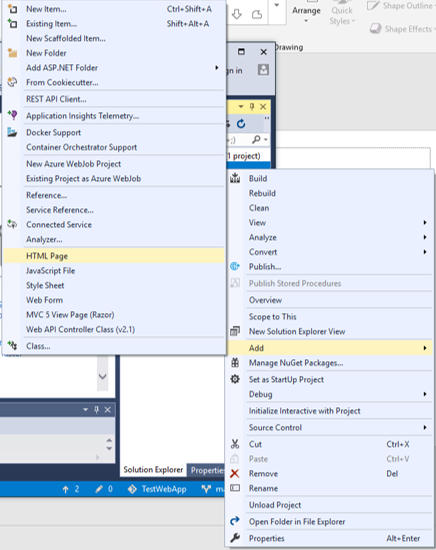 New Item... Ctrl+Shift+A
Existing Item... Shift+Alt+A
New Scaffolded Item...
New Folder
Add ASP.NET Folder
From Cookiecutter...
REST API Client...
Application Insights Telemetry...
Docker Support
Container Orchestrator Support
New Azure WebJob Project
Existing Project as Azure WebJob
Reference...
Service Reference...
Connected Service
Analyzer...
HTML Page
JavaScript File
Style Sheet
Web Form
MVC 5 View Page (Razor)
Web API Controller Class (v2.1)
Class...
Arrange
Quick
Styles
Shape Outline
Shape Effects
Drawing
gn in
1 project)
Build
Rebuild
Clean
View
Analyze
Convert
Publish...
Publish Stored Procedures
Overview
Scope to This
New Solution Explorer View
Add
Manage NuGet Packages...
Set as StartUp Project
Debug
Initialize Interactive with Project
Source Control
Cut Ctrl+X
Paste Ctrl+V
Remove Del
Rename
Unload Project
Open Folder in File Explorer
Properties Alt+Enter
Solution Explorer Properties
2 0 TestWebApp